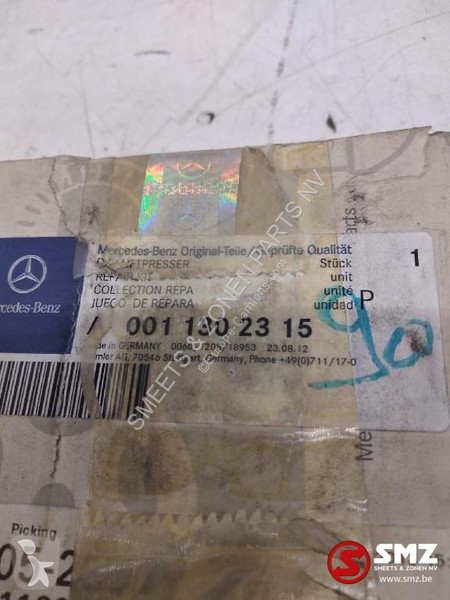 Mercedes-Benz Original-Teile Geprüfte Qualität
Stück
1
REPAIR KIT
unit
COLLECTION REPA
unité
JUEGO DE REPARA
unidad
P
90
A 001 130 23 15
Mercedes-Benz
GERMANY
23.08.12
Daimler AG, 70546 Stuttgart, Germany, Phone +49(0)711/17-0
SMEETS & ZONEN PARTS NV
Picking
05-2
SMZ
SMEETS & ZONEN NV
www.smz.be